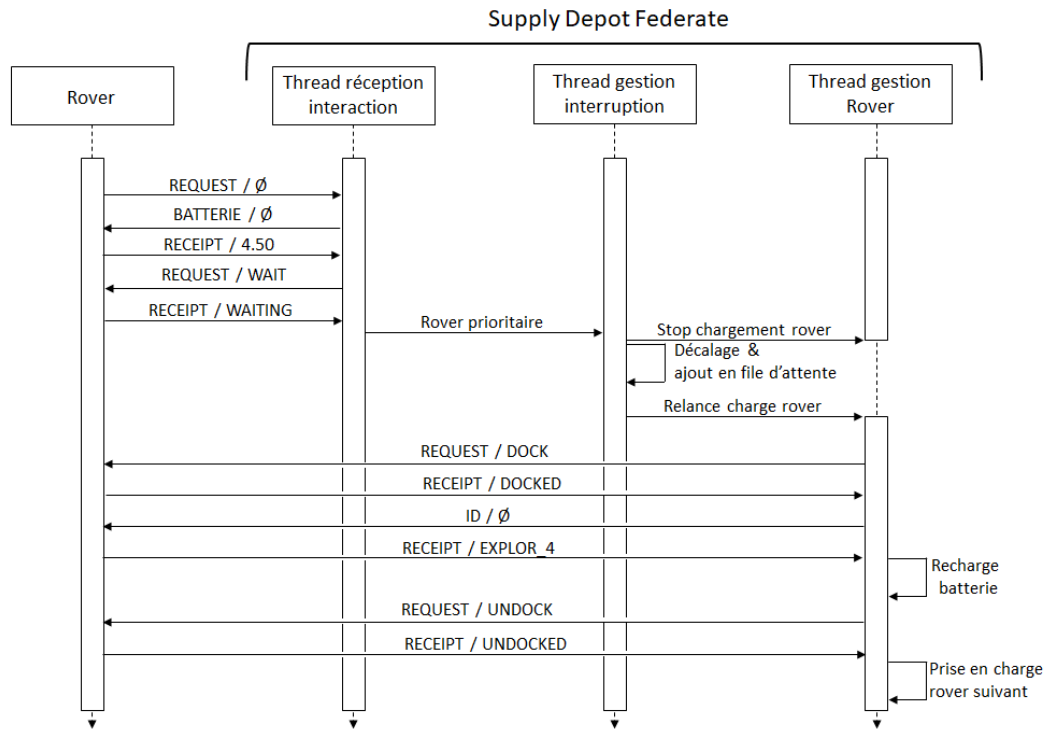 Supply Depot Federate
Rover
Thread réception
interaction
Thread gestion
interruption
Thread gestion
Rover
REQUEST / Ø
BATTERIE / Ø
RECEIPT / 4.50
REQUEST / WAIT
RECEIPT / WAITING
Rover prioritaire
Stop chargement rover
Décalage &
ajout en file d'attente
Relance charge rover
REQUEST / DOCK
RECEIPT / DOCKED
ID / Ø
RECEIPT / EXPLOR_4
Recharge
batterie
REQUEST / UNDOCK
RECEIPT / UNDOCKED
Prise en charge
rover suivant